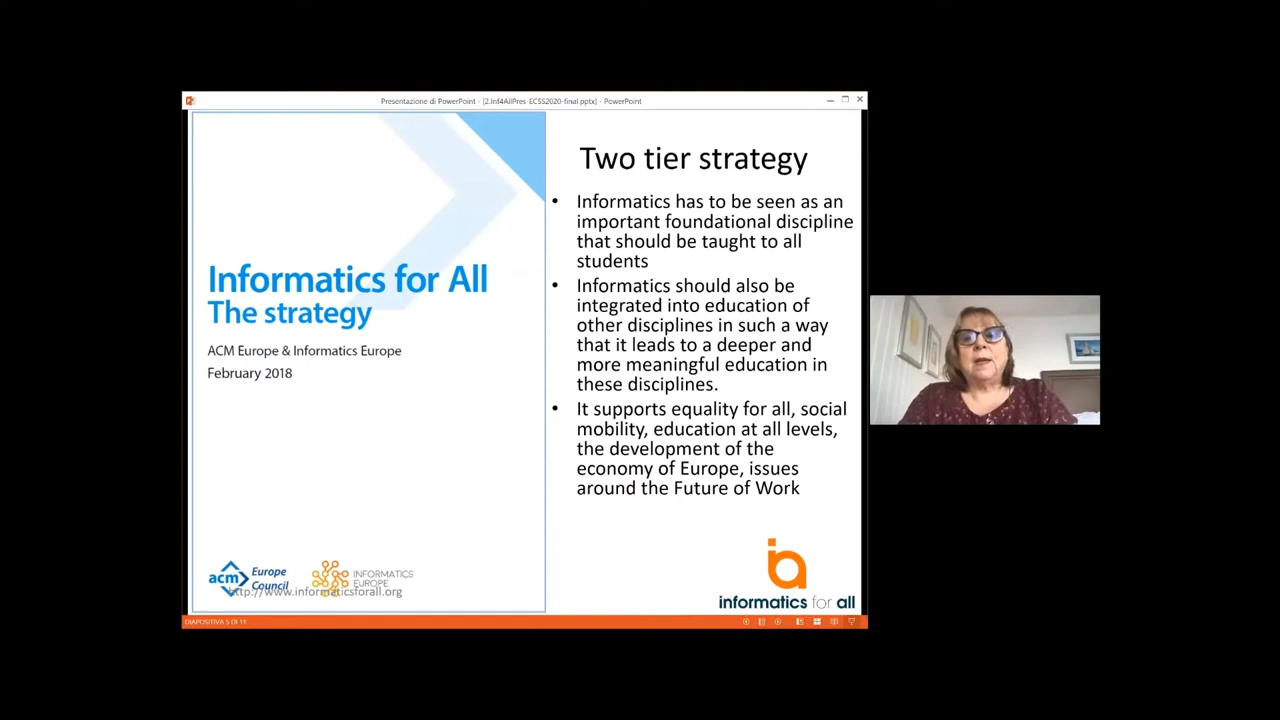 Presentazione di PowerPoint - [2.Inf4AllPres-ECSS2020-final.pptx] - PowerPoint
Informatics for All
The strategy
ACM Europe & Informatics Europe
February 2018
acm Europe Council
INFORMATICS EUROPE
http://www.informaticsforall.org
Two tier strategy
• Informatics has to be seen as an
important foundational discipline
that should be taught to all
students
• Informatics should also be
integrated into education of
other disciplines in such a way
that it leads to a deeper and
more meaningful education in
these disciplines.
• It supports equality for all, social
mobility, education at all levels,
the development of the
economy of Europe, issues
around the Future of Work
informatics for all
DIAPOSITIVA 5 DI 11